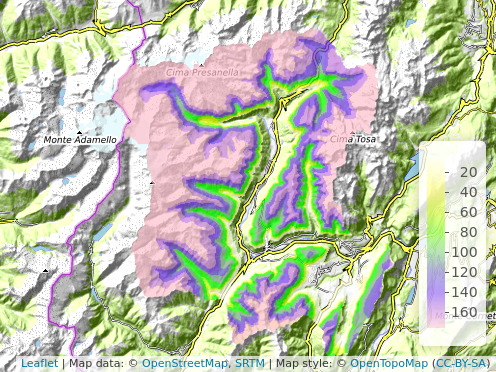 Cima Presanella
Monte Adamello
Cima Tosa
20
40
60
80
100
120
140
160
Leaflet | Map data: © OpenStreetMap, SRTM | Map style: © OpenTopoMap (CC-BY-SA)